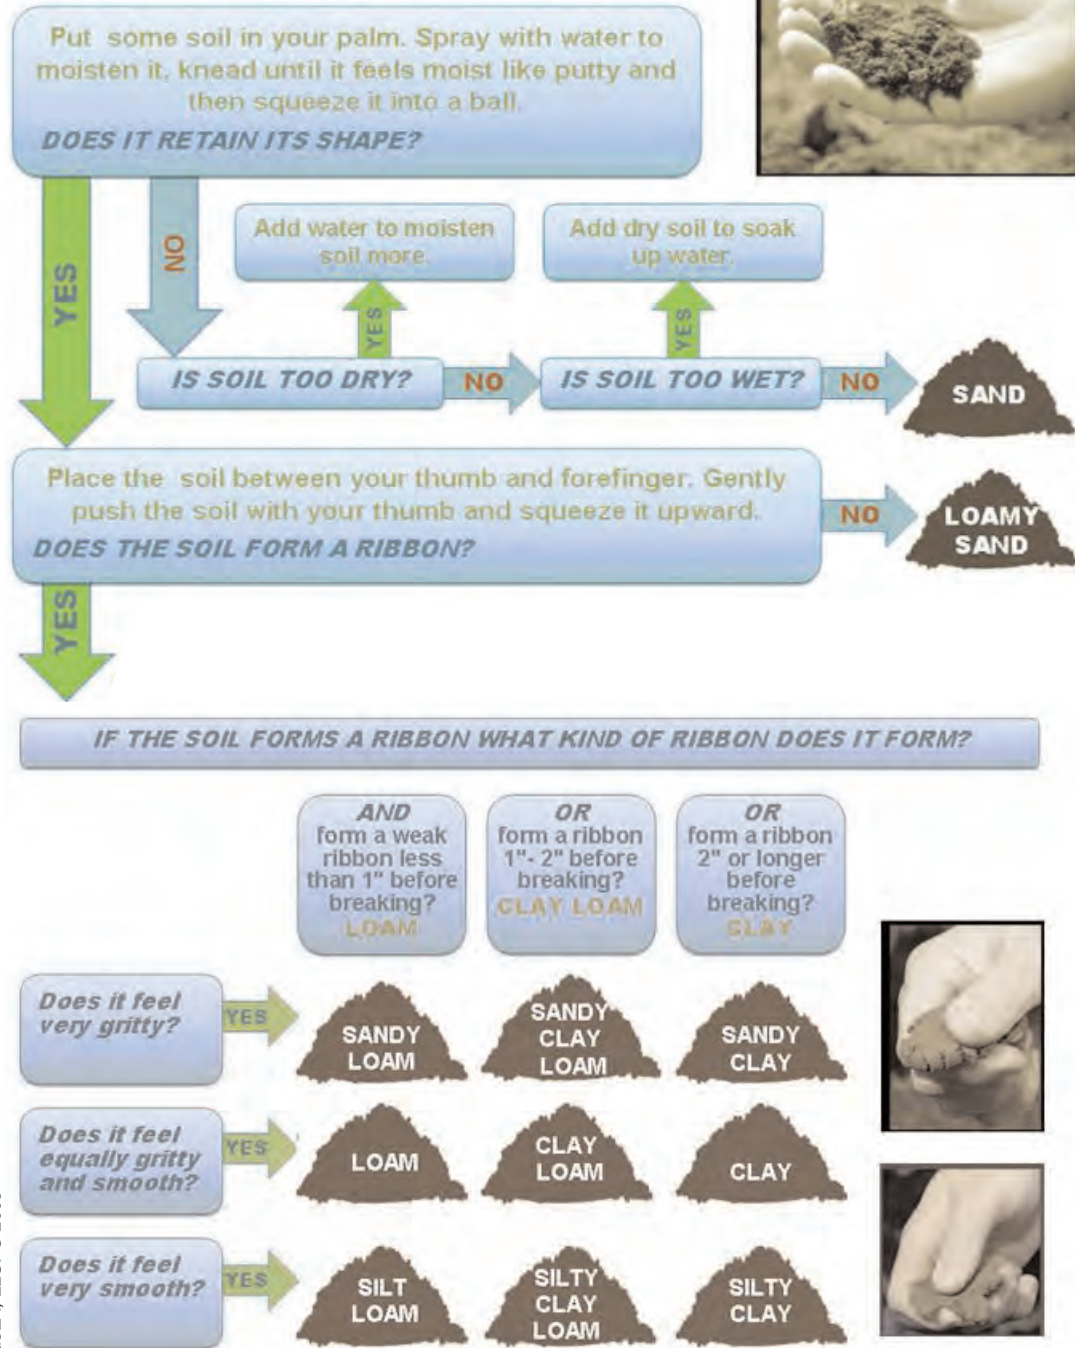 Put some soil in your palm. Spray with water to
moisten it, knead until it feels moist like putty and
then squeeze it into a ball.
DOES IT RETAIN ITS SHAPE?
YES
NO
Add water to moisten
soil more.
Add dry soil to soak
up water.
YES
YES
IS SOIL TOO DRY?
NO
IS SOIL TOO WET?
NO
SAND
Place the soil between your thumb and forefinger. Gently
push the soil with your thumb and squeeze it upward.
DOES THE SOIL FORM A RIBBON?
NO
LOAMY
SAND
YES
IF THE SOIL FORMS A RIBBON WHAT KIND OF RIBBON DOES IT FORM?
AND
form a weak
ribbon less
than 1" before
breaking?
LOAM
OR
form a ribbon
1"- 2" before
breaking?
CLAY LOAM
OR
form a ribbon
2" or longer
before
breaking?
CLAY
Does it feel
very gritty?
YES
SANDY
LOAM
SANDY
CLAY
LOAM
SANDY
CLAY
Does it feel
equally gritty
and smooth?
YES
LOAM
CLAY
LOAM
CLAY
Does it feel
very smooth?
YES
SILT
LOAM
SILTY
CLAY
LOAM
SILTY
CLAY